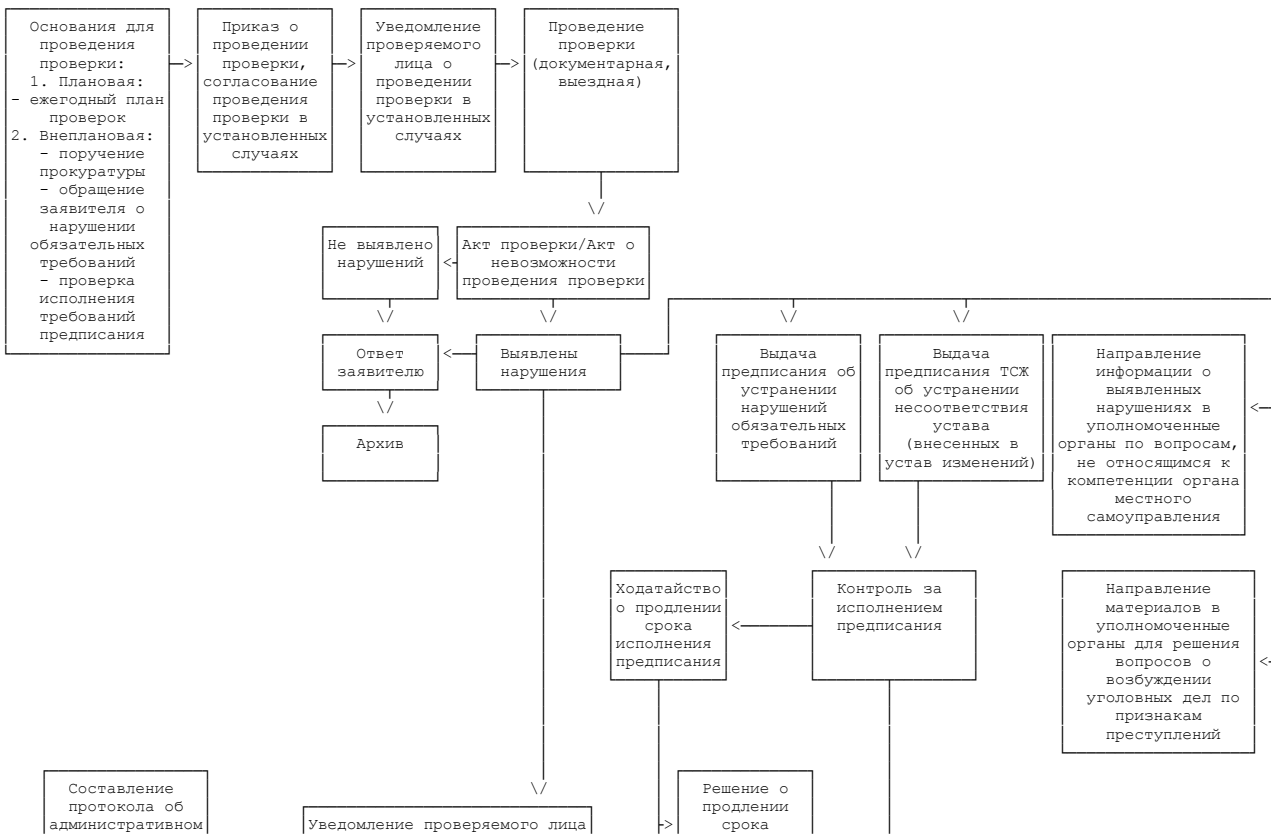 Основания для
проведения
проверки:
1. Плановая:
- ежегодный план
проверок
2. Внеплановая:
- поручение
прокуратуры
- обращение
заявителя о
нарушении
обязательных
требований
- проверка
исполнения
требований
предписания
Приказ о
проведении
проверки,
согласование
проведения
проверки в
установленных
случаях
Уведомление
проверяемого
лица о
проведении
проверки в
установленных
случаях
Проведение
проверки
(документарная,
выездная)
Не выявлено
нарушений
Акт проверки/Акт о
невозможности
проведения проверки
Ответ
заявителю
Выявлены
нарушения
Выдача
предписания об
устранении
нарушений
обязательных
требований
Выдача
предписания ТСЖ
об устранении
несоответствия
устава
(внесенных в
устав изменений)
Направление
информации о
выявленных
нарушениях в
уполномоченные
органы по вопросам,
не относящимся к
компетенции органа
местного
самоуправления
Архив
Ходатайство
о продлении
срока
исполнения
предписания
Контроль за
исполнением
предписания
Направление
материалов в
уполномоченные
органы для решения
вопросов о
возбуждении
уголовных дел по
признакам
преступлений
Составление
протокола об
административном
Уведомление проверяемого лица
Решение о
продлении
срока